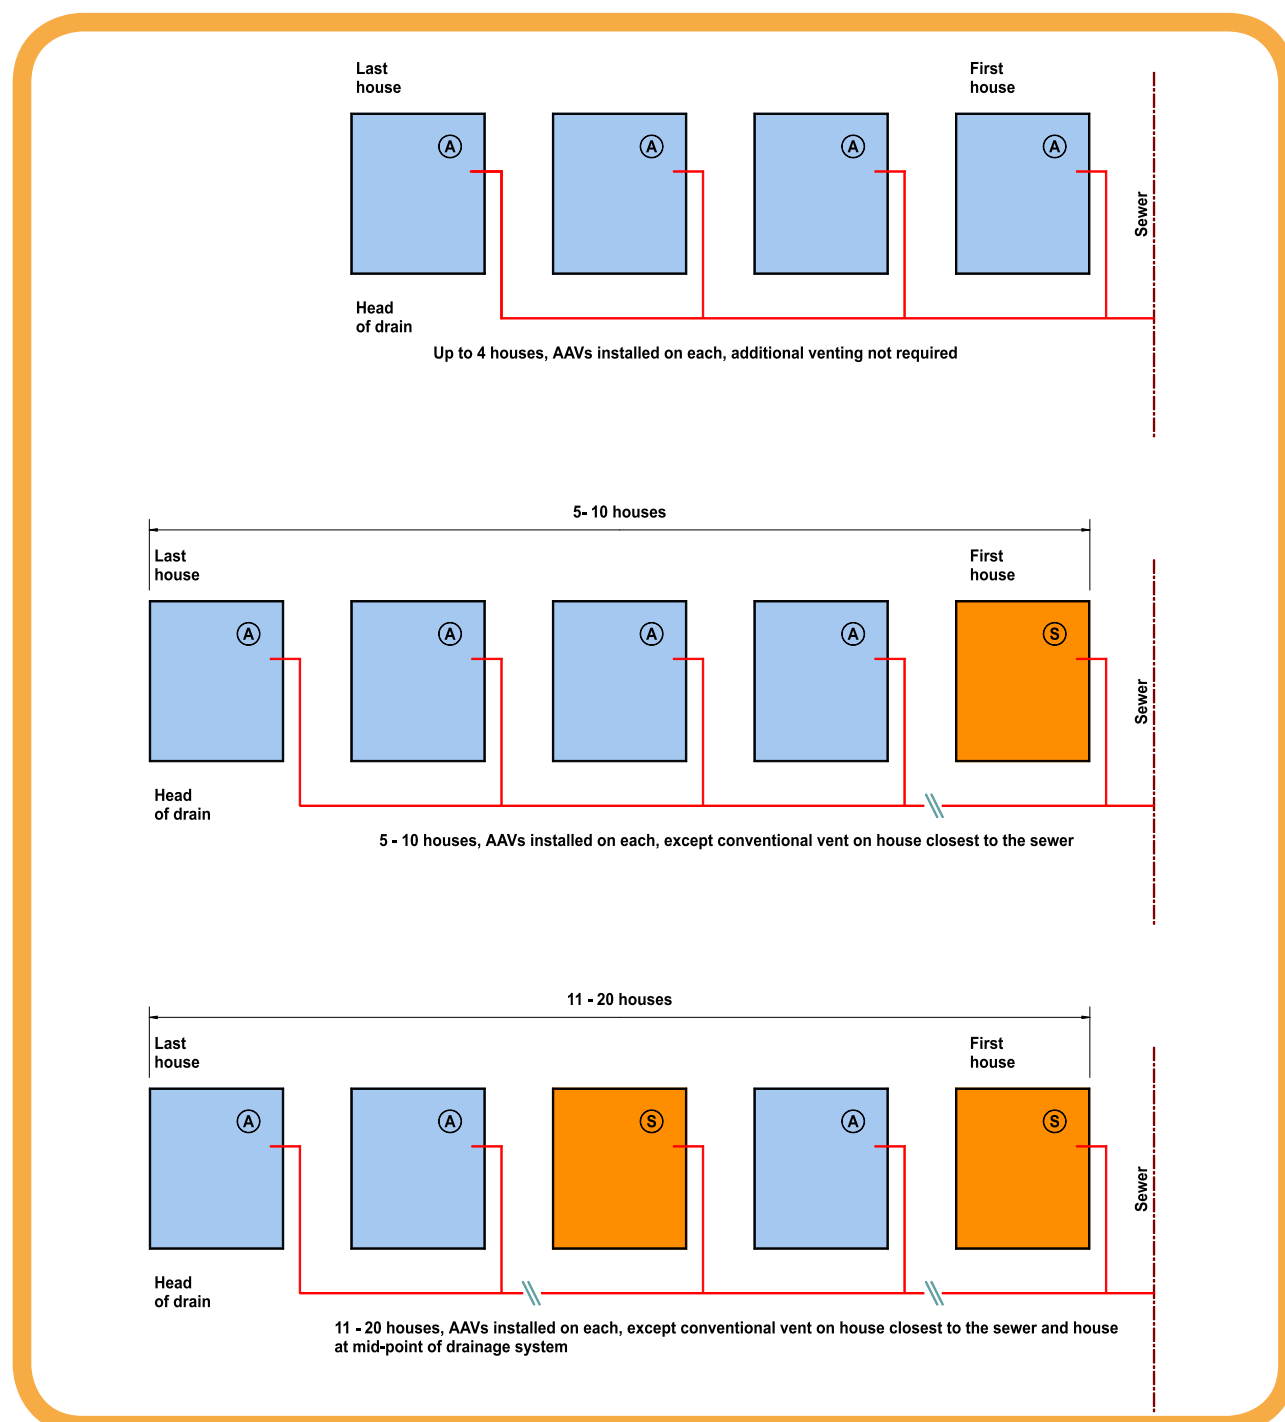 Last
house
First
house
A
A
A
A
Sewer
Head
of drain
Up to 4 houses, AAVs installed on each, additional venting not required
5- 10 houses
Last
house
First
house
A
A
A
A
S
Sewer
Head
of drain
5 - 10 houses, AAVs installed on each, except conventional vent on house closest to the sewer
11 - 20 houses
Last
house
First
house
A
A
S
A
S
Sewer
Head
of drain
11 - 20 houses, AAVs installed on each, except conventional vent on house closest to the sewer and house
at mid-point of drainage system